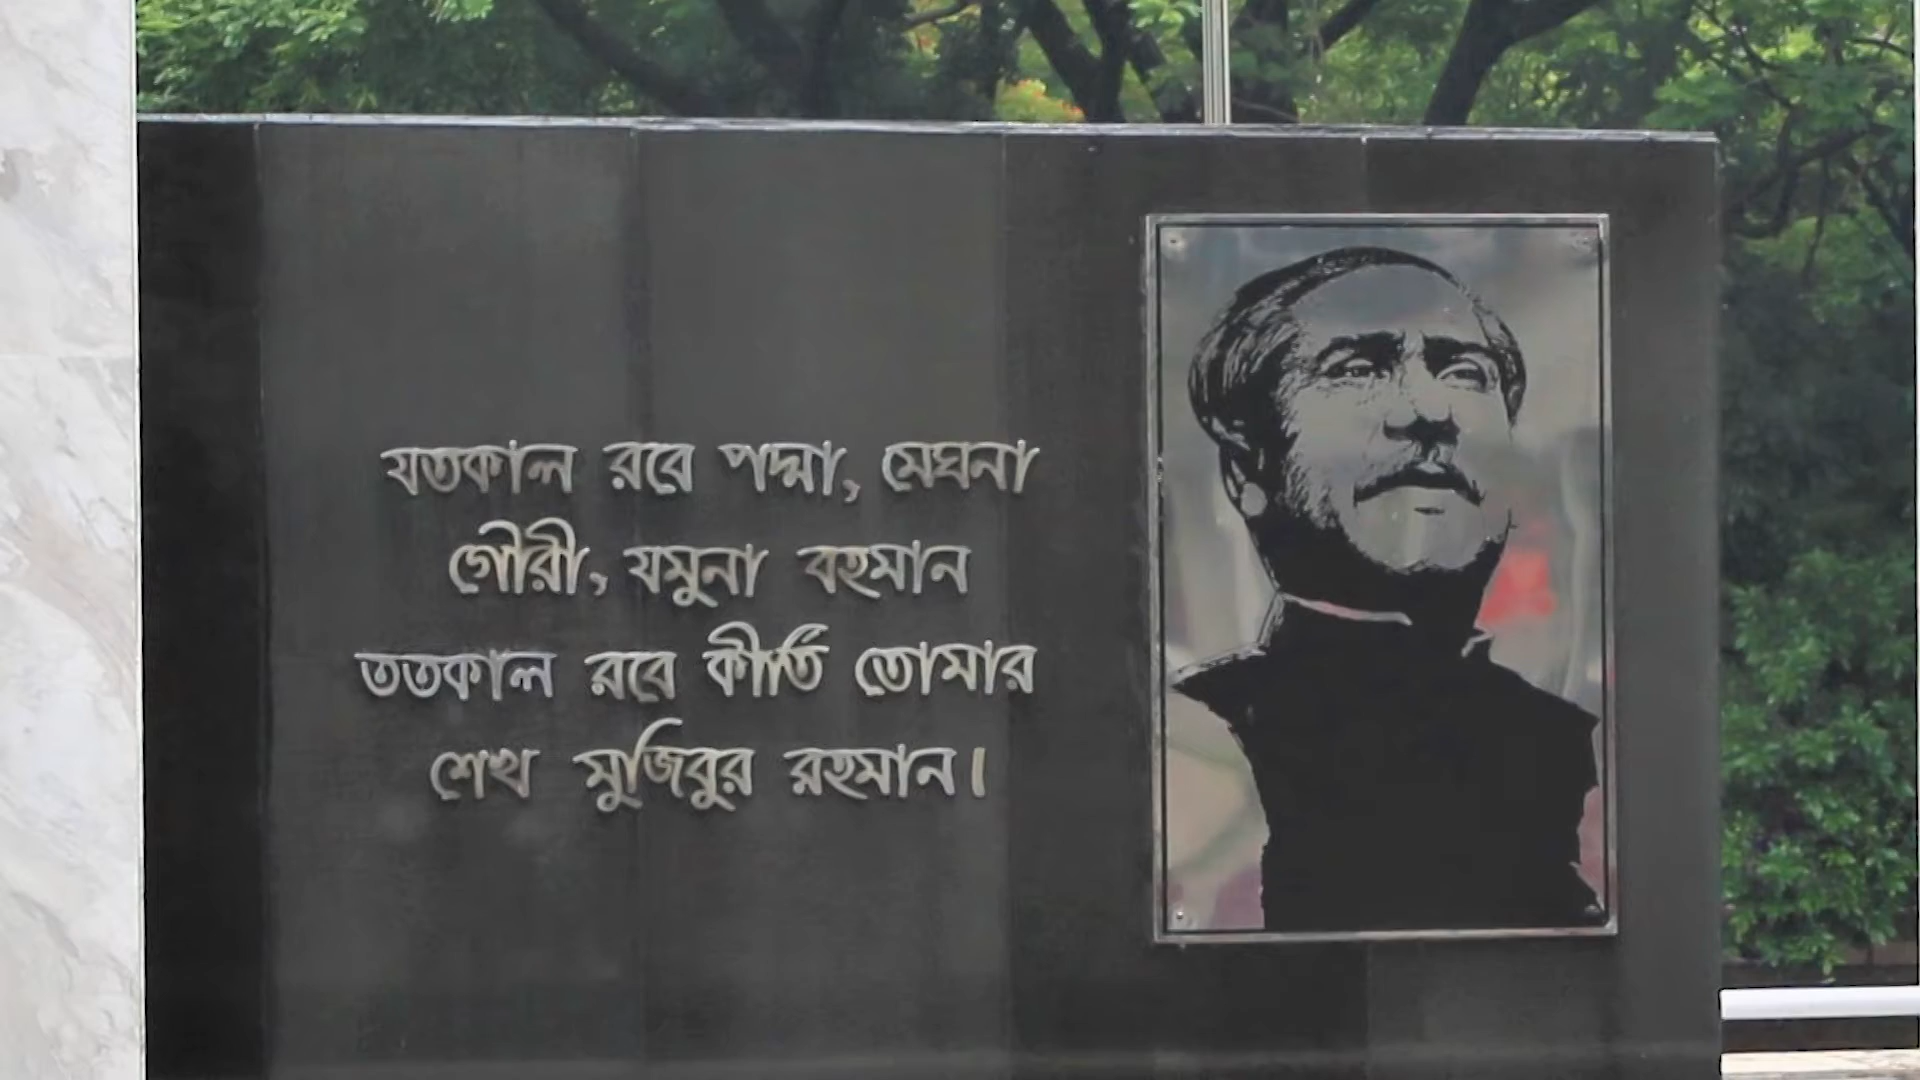 যতকাল রবে পদ্মা, মেঘনা
গৌরী, যমুনা বহমান
ততকাল রবে কীর্তি তোমার
শেখ মুজিবুর রহমান।